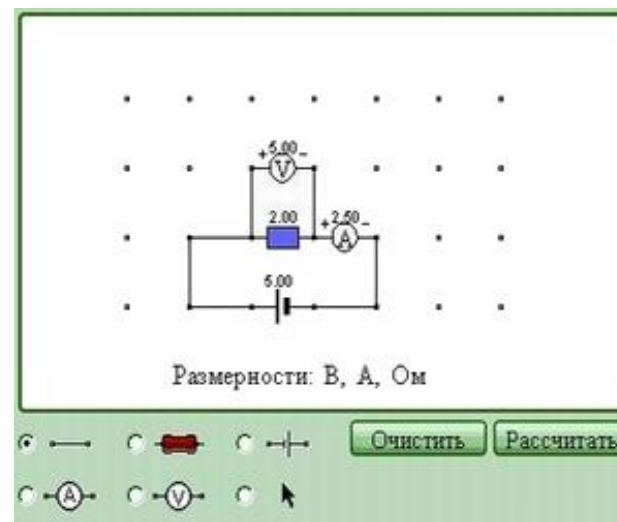 +5.00-
V
2.00 +2.50-
A
5.00
Размерности: В, А, Ом
Очистить Рассчитать
A V